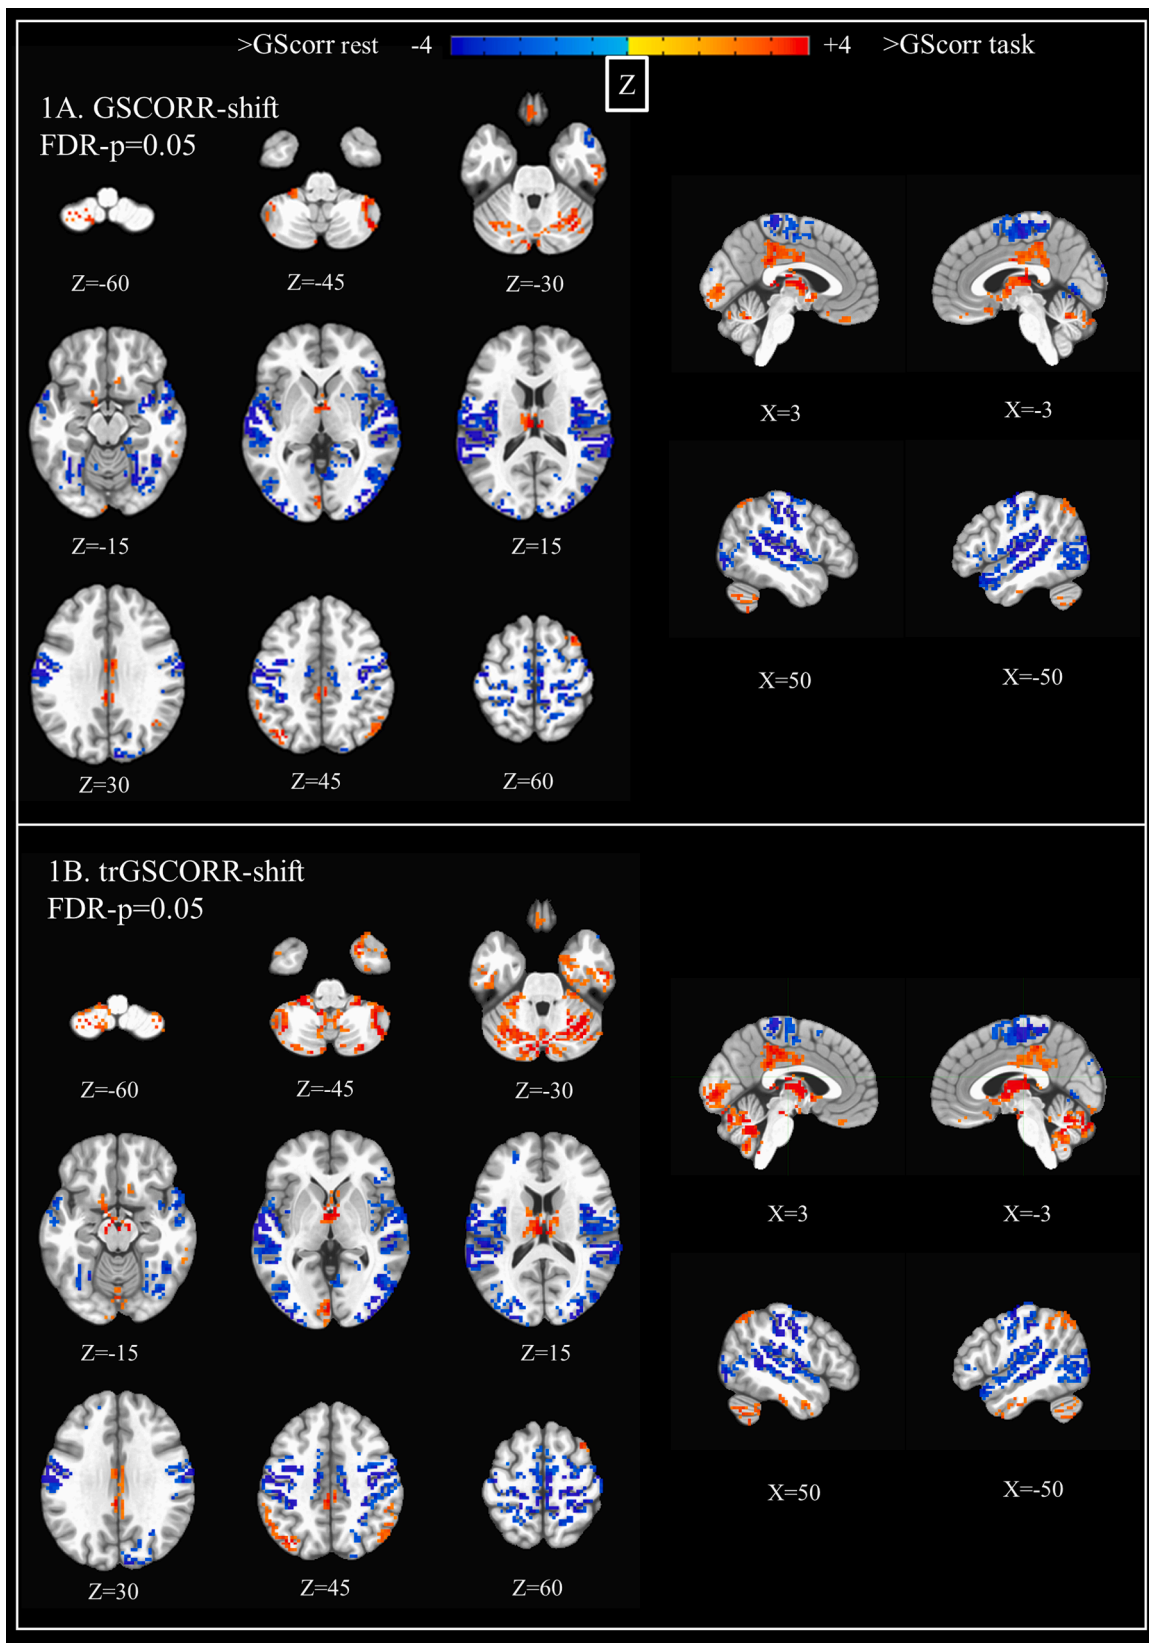 >GScorr rest -4 +4 >GScorr task
Z
1A. GSCORR-shift
FDR-p=0.05
Z=-60 Z=-45 Z=-30
X=3 X=-3
Z=-15 Z=15
X=50 X=-50
Z=30 Z=45 Z=60
1B. trGSCORR-shift
FDR-p=0.05
Z=-60 Z=-45 Z=-30
X=3 X=-3
Z=-15 Z=15
X=50 X=-50
Z=30 Z=45 Z=60